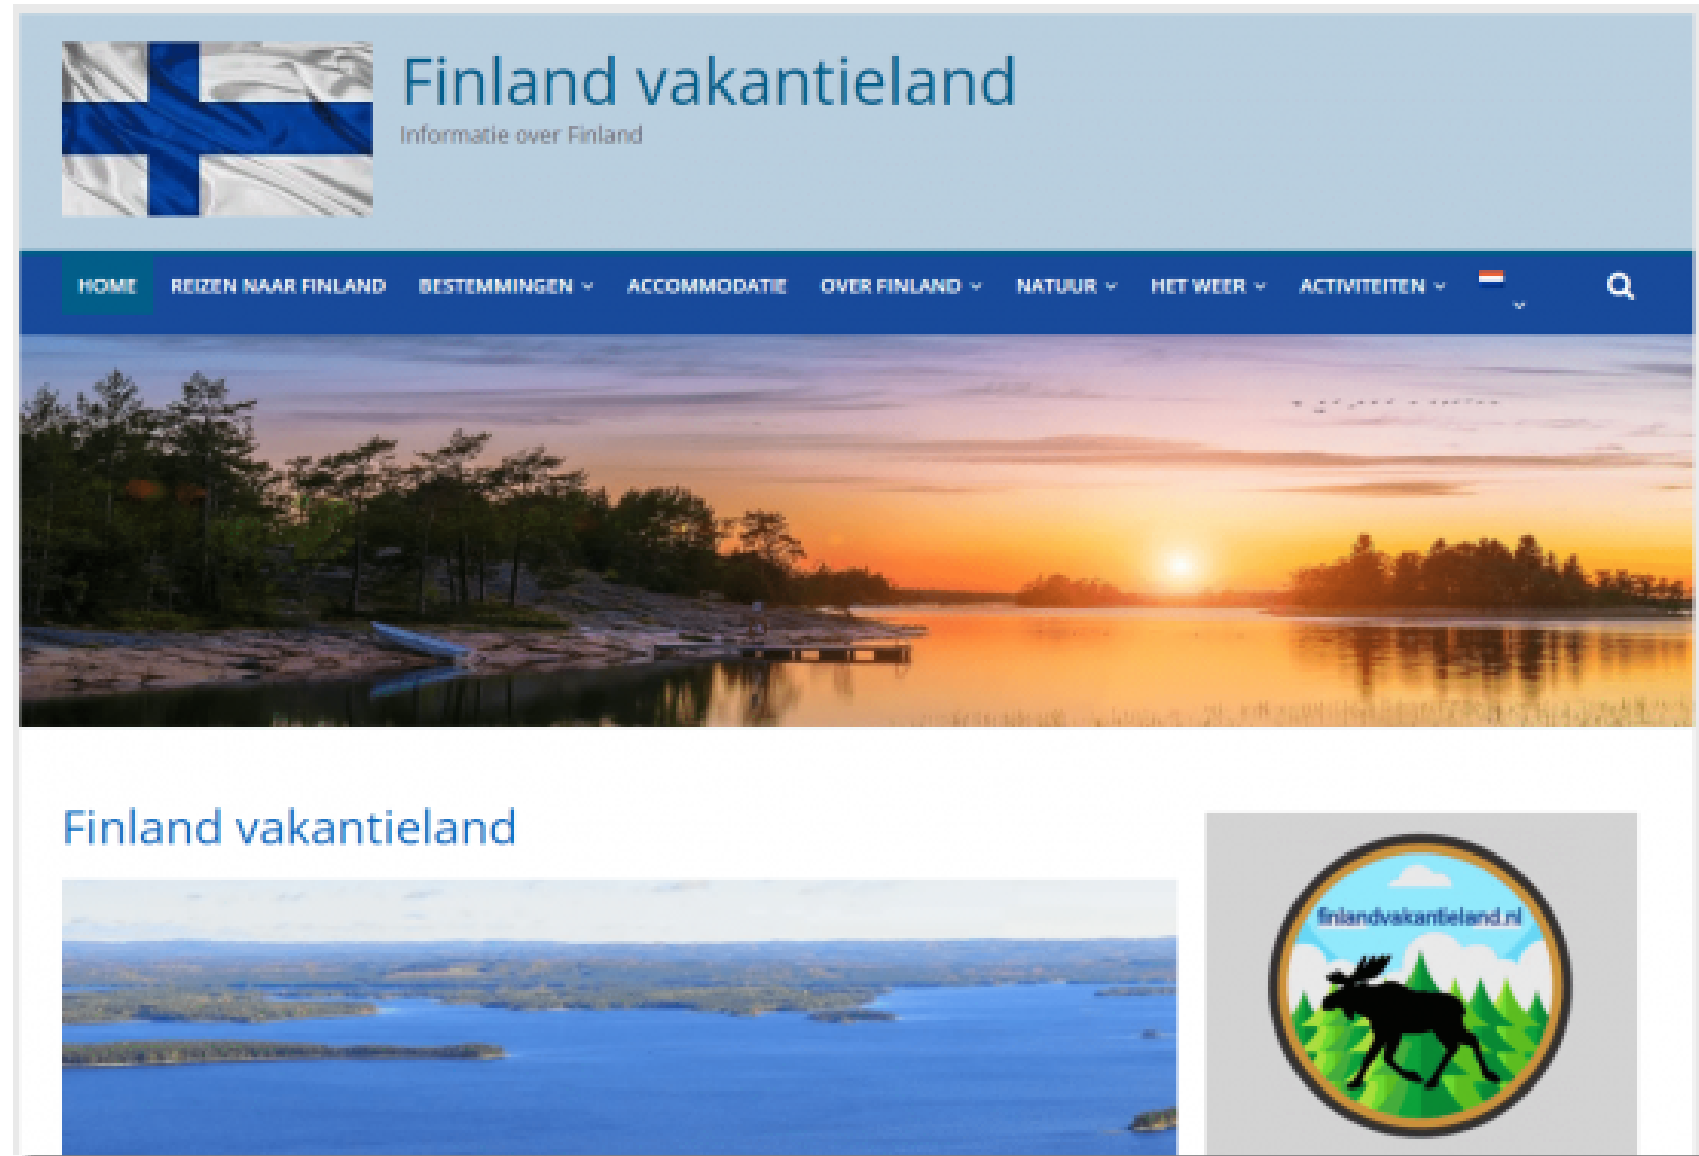 Finland vakantieland
Informatie over Finland
HOME REIZEN NAAR FINLAND BESTEMMINGEN ACCOMMODATIE OVER FINLAND NATUUR HET WEER ACTIVITEITEN
Finland vakantieland
finlandvakantieland.nl